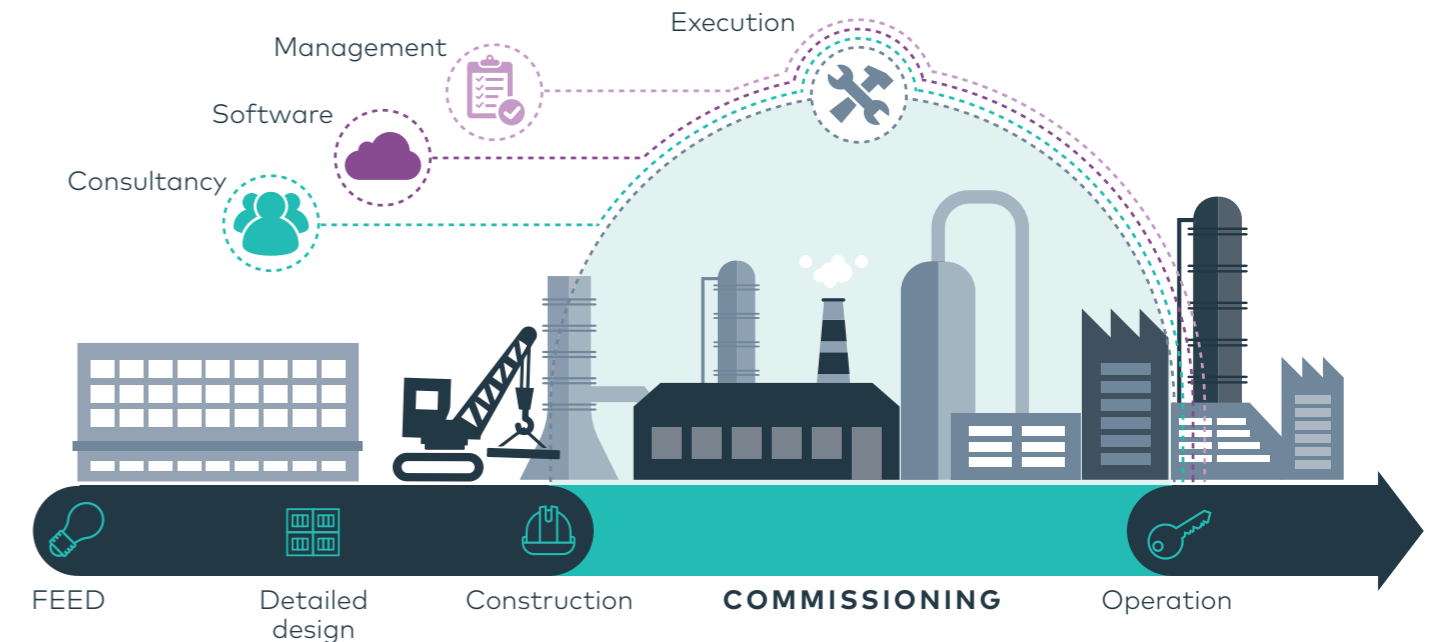 Execution
Management
Software
Consultancy
FEED
Detailed
design
Construction
COMMISSIONING
Operation